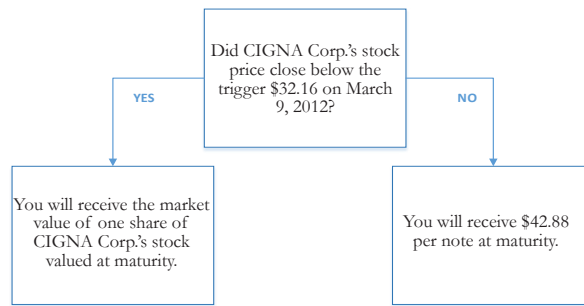 Did CIGNA Corp.'s stock
price close below the
trigger $32.16 on March
9, 2012?
YES
NO
You will receive the market
value of one share of
CIGNA Corp.'s stock
valued at maturity.
You will receive $42.88
per note at maturity.